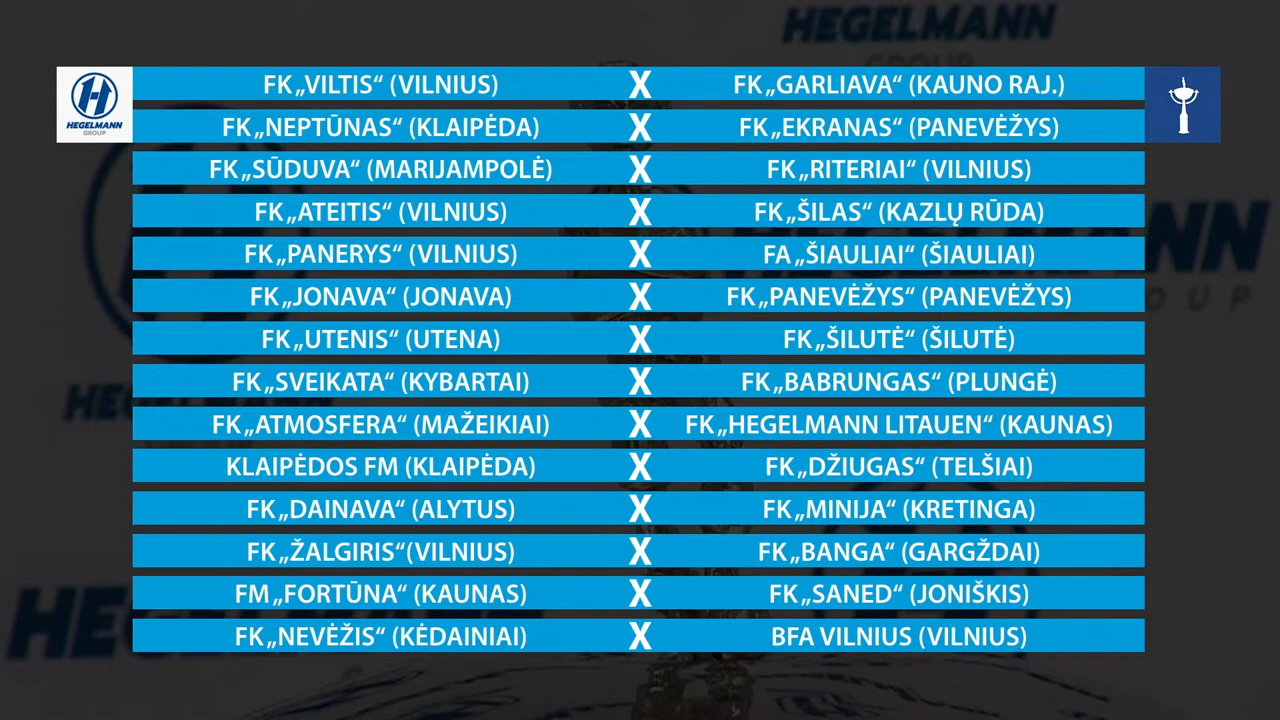 HEGELMANN
GROUP
HEGELMANN
GROUP
FK „VILTIS“ (VILNIUS) X FK „GARLIAVA“ (KAUNO RAJ.)
FK „NEPTŪNAS“ (KLAIPĖDA) X FK „EKRANAS“ (PANEVĖŽYS)
FK „SŪDUVA“ (MARIJAMPOLĖ) X FK „RITERIAI“ (VILNIUS)
FK „ATEITIS“ (VILNIUS) X FK „ŠILAS“ (KAZLŲ RŪDA)
FK „PANERYS“ (VILNIUS) X FA „ŠIAULIAI“ (ŠIAULIAI)
FK „JONAVA“ (JONAVA) X FK „PANEVĖŽYS“ (PANEVĖŽYS)
FK „UTENIS“ (UTENA) X FK „ŠILUTĖ“ (ŠILUTĖ)
FK „SVEIKATA“ (KYBARTAI) X FK „BABRUNGAS“ (PLUNGĖ)
FK „ATMOSFERA“ (MAŽEIKIAI) X FK „HEGELMANN LITAUEN“ (KAUNAS)
KLAIPĖDOS FM (KLAIPĖDA) X FK „DŽIUGAS“ (TELŠIAI)
FK „DAINAVA“ (ALYTUS) X FK „MINIJA“ (KRETINGA)
FK „ŽALGIRIS“(VILNIUS) X FK „BANGA“ (GARGŽDAI)
FM „FORTŪNA“ (KAUNAS) X FK „SANED“ (JONIŠKIS)
FK „NEVĖŽIS“ (KĖDAINIAI) X BFA VILNIUS (VILNIUS)